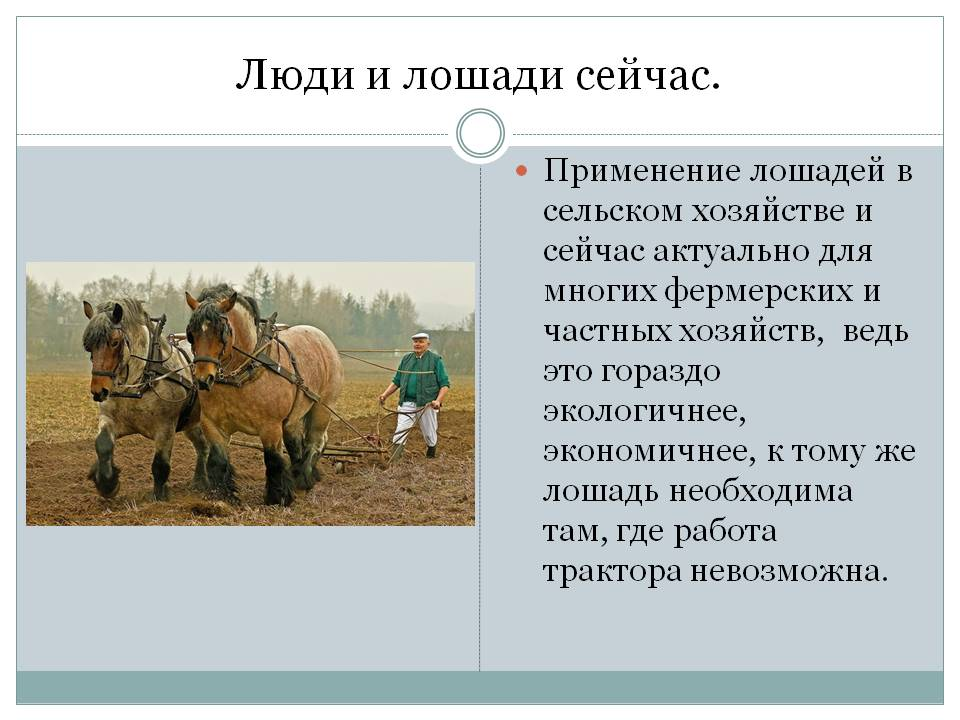 Люди и лошади сейчас.
• Применение лошадей в
сельском хозяйстве и
сейчас актуально для
многих фермерских и
частных хозяйств,  ведь
это гораздо
экологичнее,
экономичнее, к тому же
лошадь необходима
там, где работа
трактора невозможна.